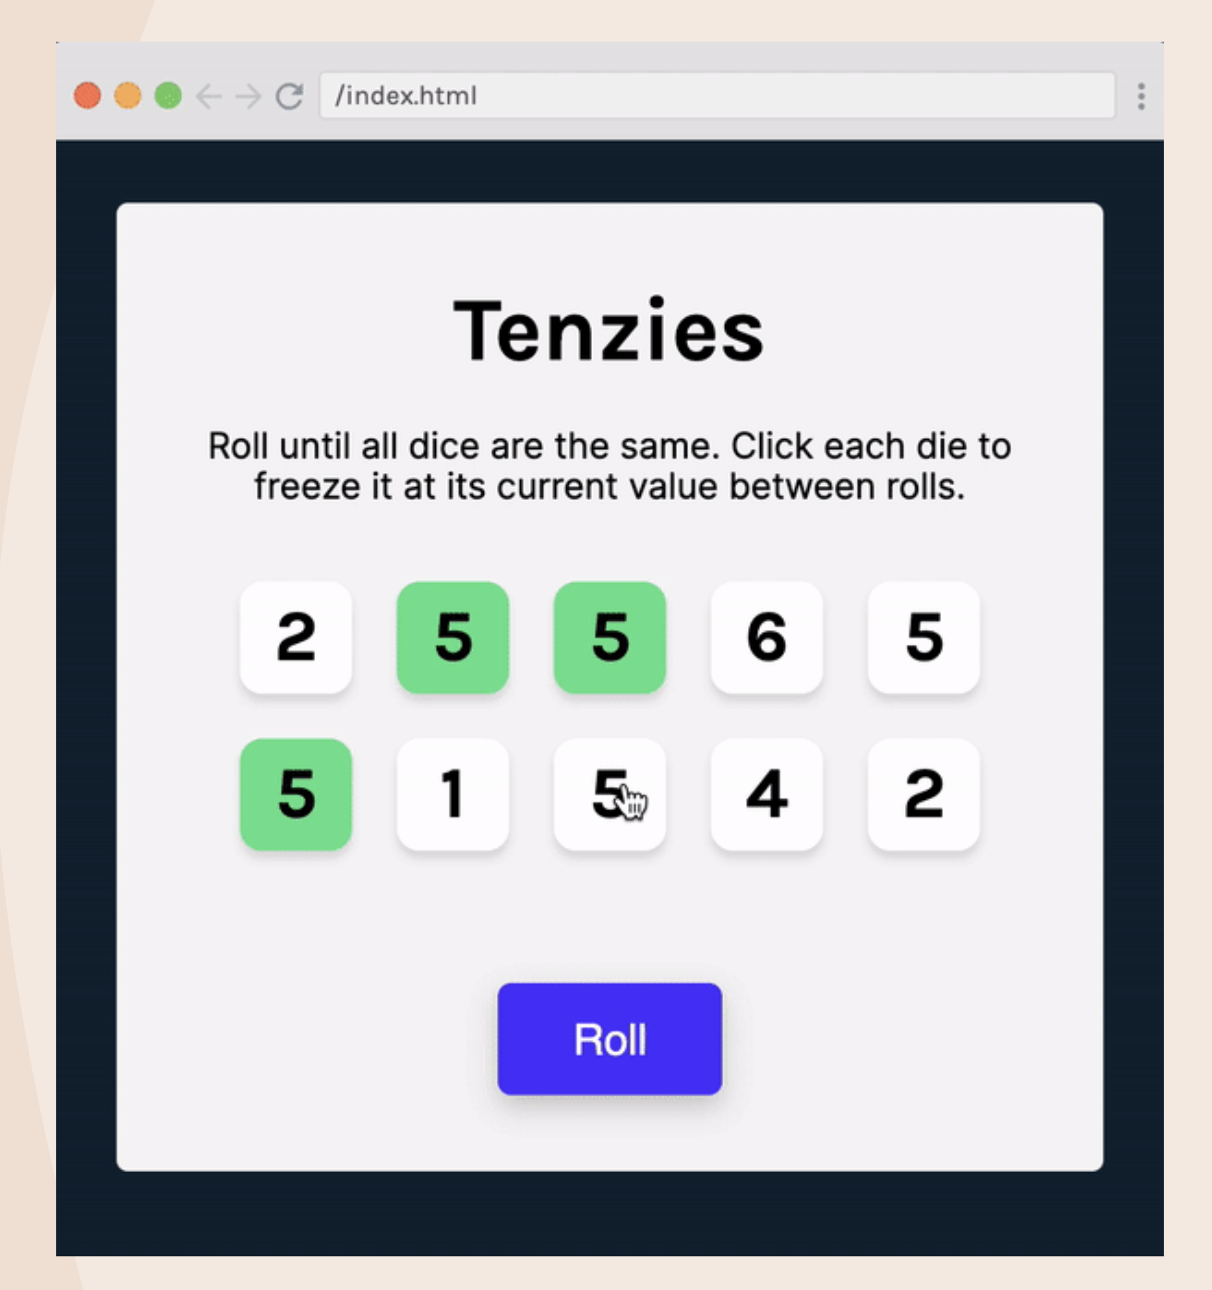 /index.html
Tenzies
Roll until all dice are the same. Click each die to
freeze it at its current value between rolls.
2 5 5 6 5
5 1 5 4 2
Roll